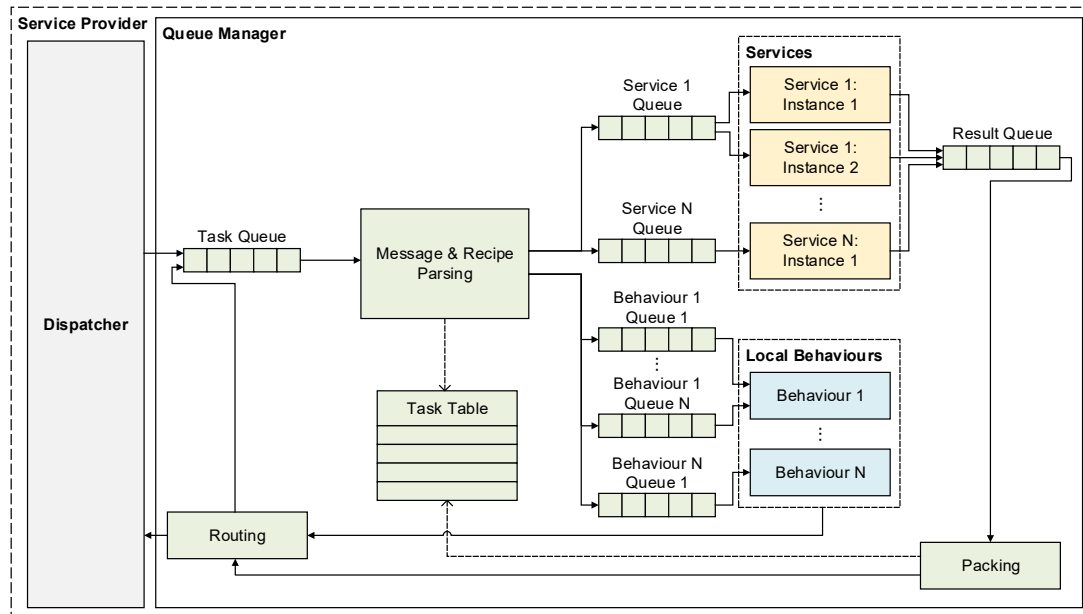 Service Provider
Queue Manager
Dispatcher
Task Queue
Message & Recipe
Parsing
Task Table
Routing
Service 1
Queue
Service N
Queue
Behaviour 1
Queue 1
Behaviour 1
Queue N
Behaviour N
Queue 1
Services
Service 1:
Instance 1
Service 1:
Instance 2
Service N:
Instance 1
Local Behaviours
Behaviour 1
Behaviour N
Result Queue
Packing